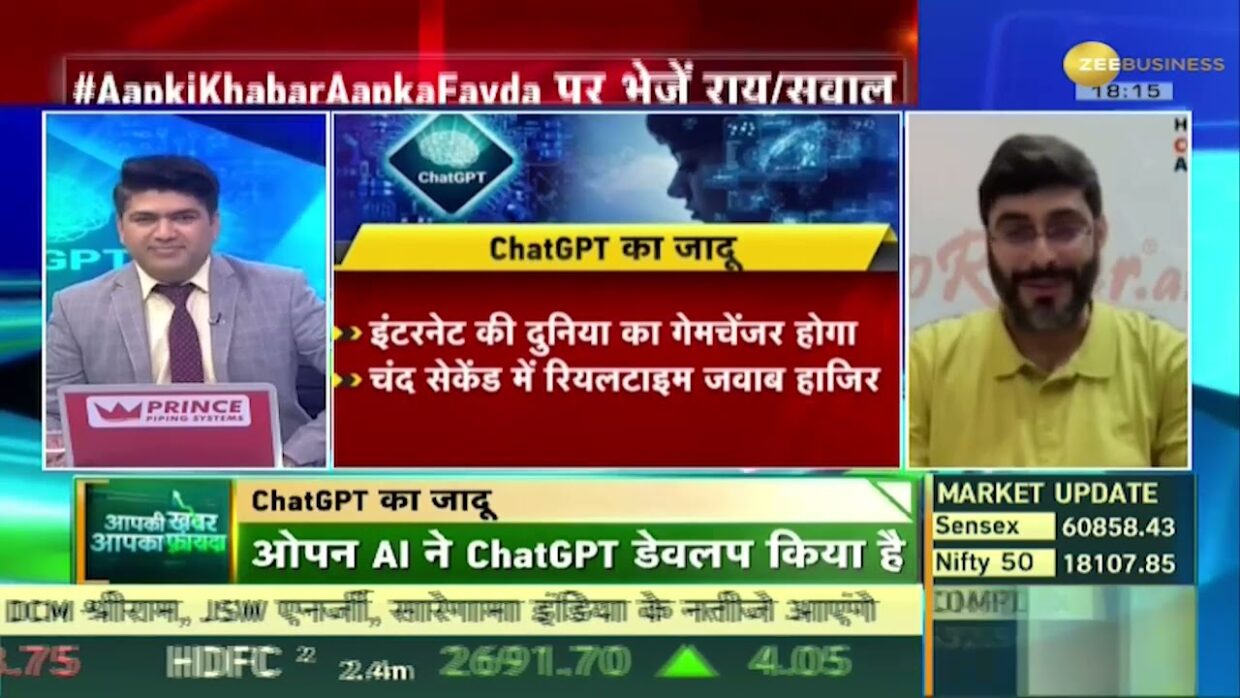 #AapkiKhabarAapkaFayda पर भेजें राय/सवाल
ZEEBUSINESS
18:15
ChatGPT
ChatGPT का जादू
इंटरनेट की दुनिया का गेमचेंजर होगा
चंद सेकेंड में रियलटाइम जवाब हाजिर
GPT
PRINCE
PIPING SYSTEMS
H
O
A
आपकी खबर
आपका फ़ायदा
ChatGPT का जादू
ओपन AI ने ChatGPT डेवलप किया है
MARKET UPDATE
Sensex 60858.43
Nifty 50 18107.85
DCM श्रीराम, JSW एनर्जी, सारेगामा इंडिया के नतीजे आएंगे
.75 HDFC 2.4m 2691.70 4.05